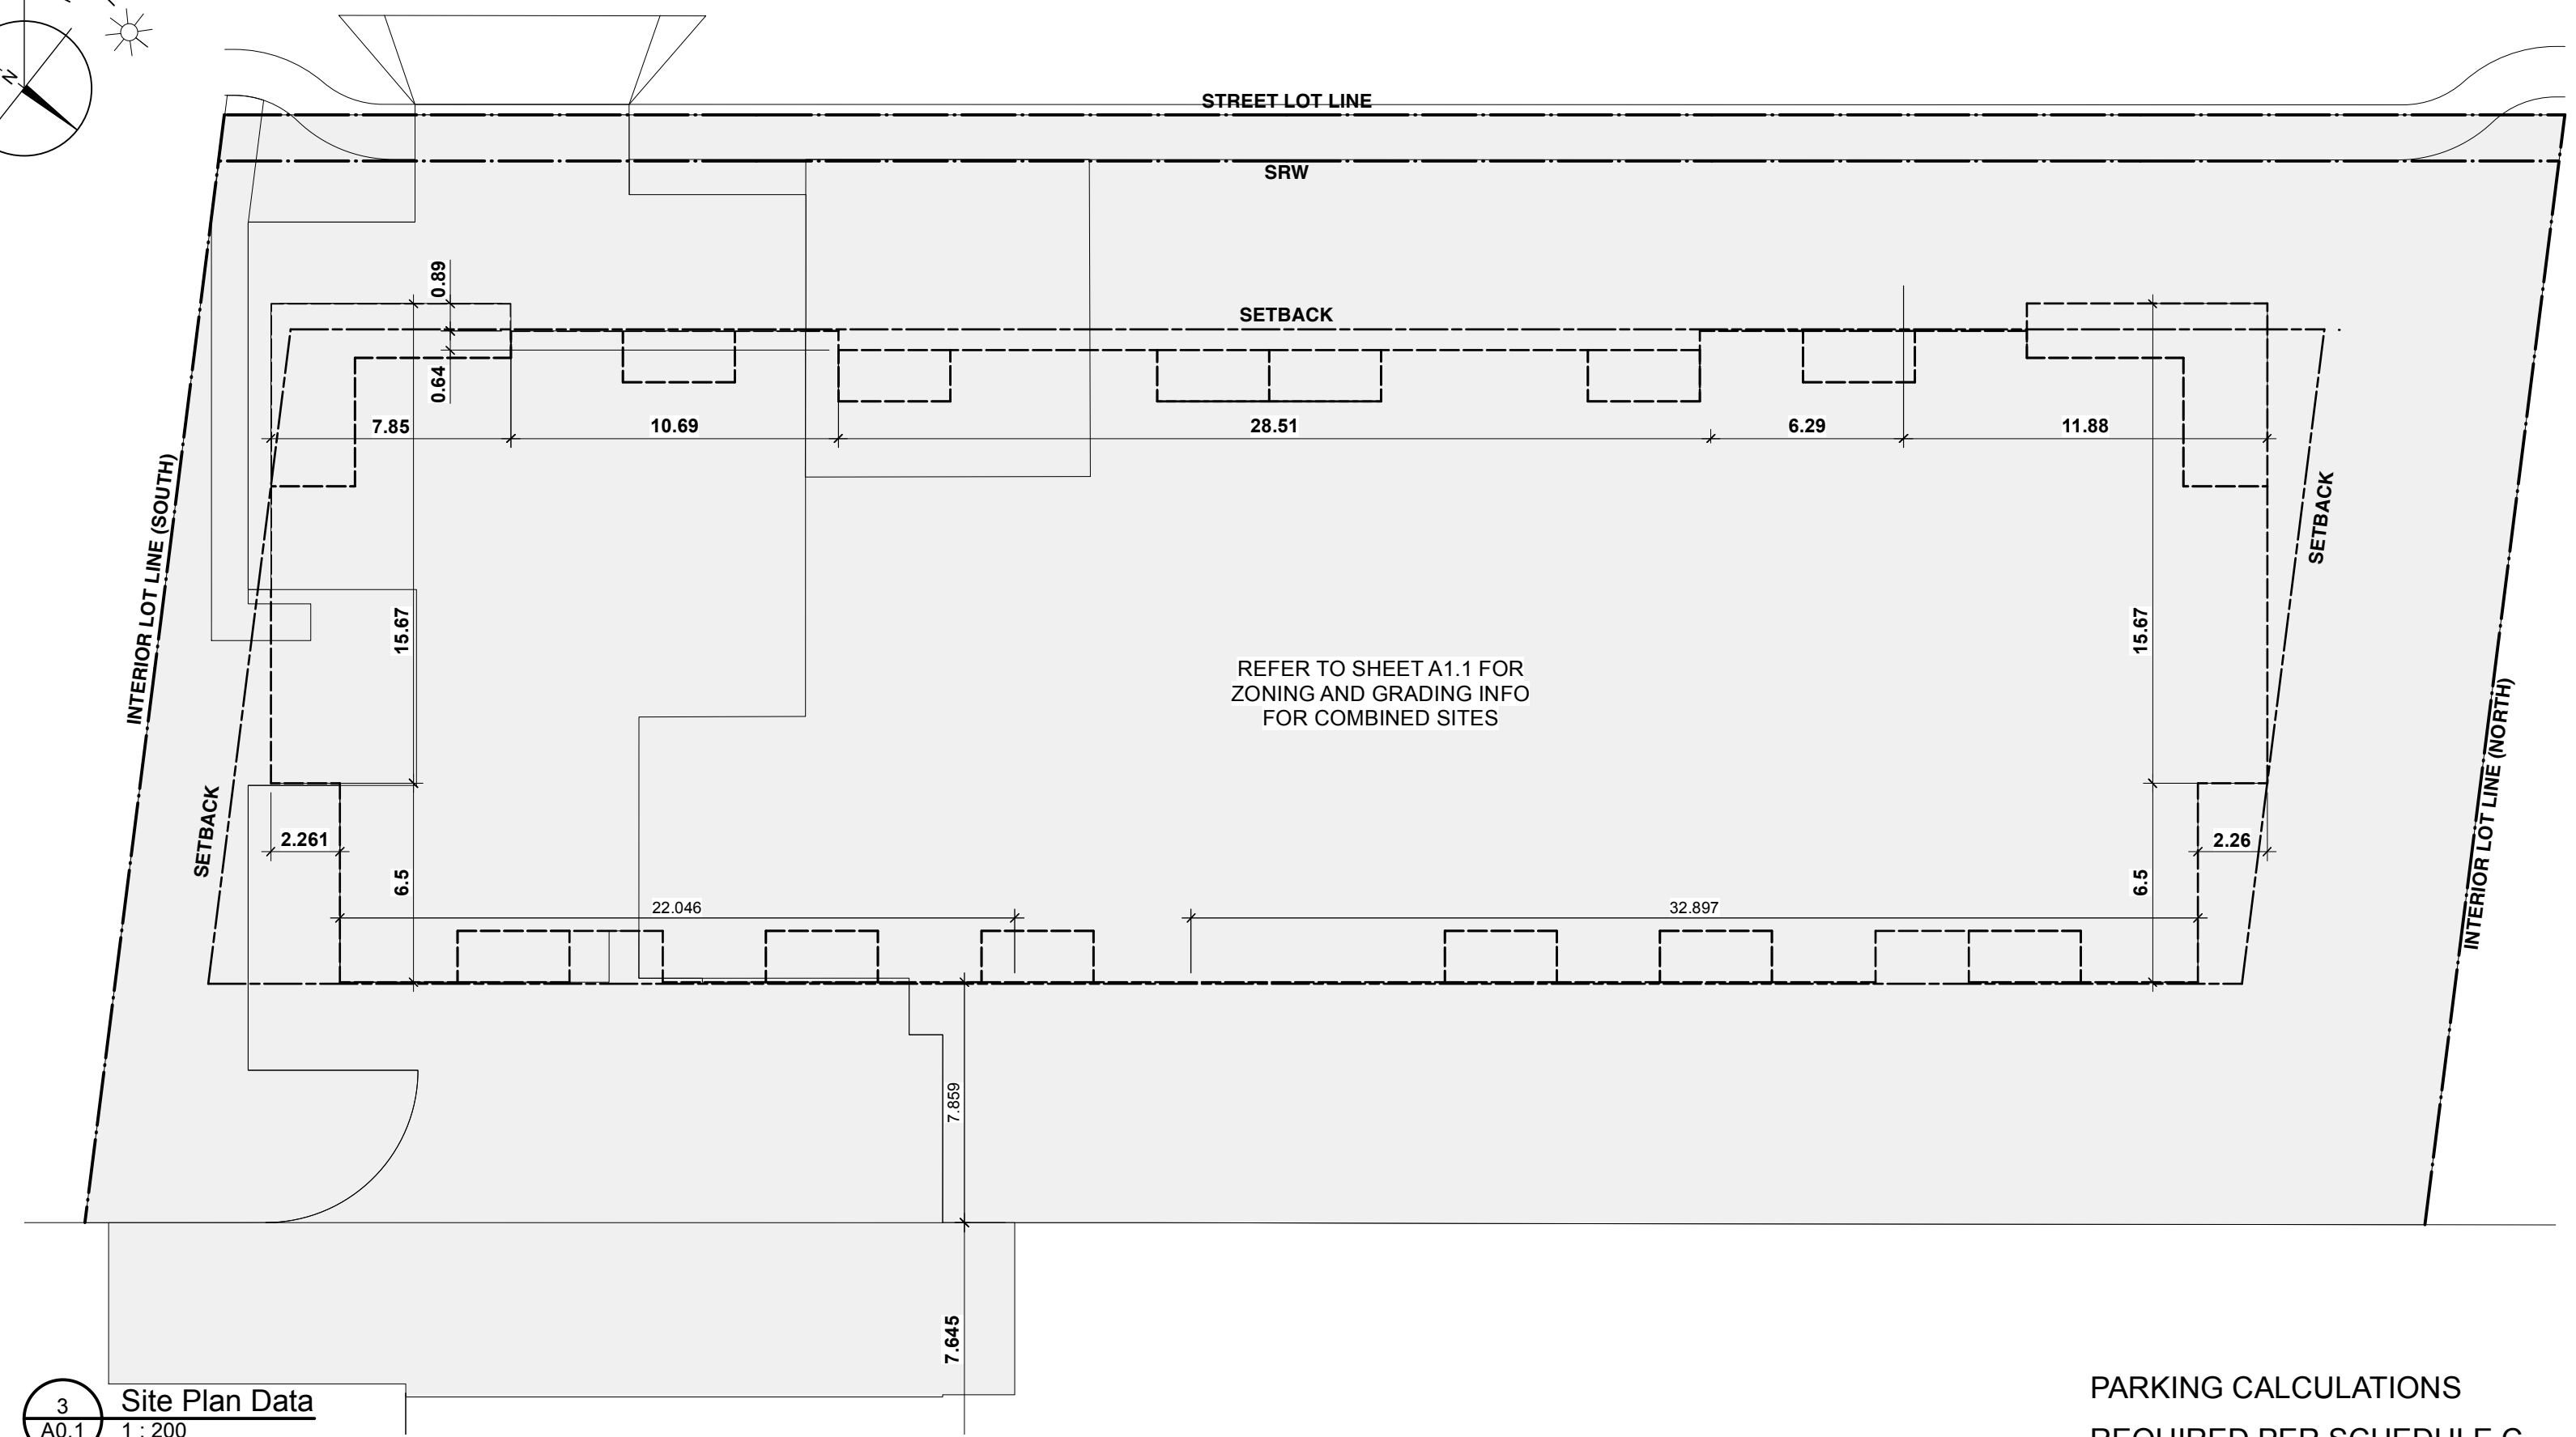 N
STREET LOT LINE
SRW
0.89
SETBACK
0.64
7.85
10.69
28.51
6.29
11.88
INTERIOR LOT LINE (SOUTH)
SETBACK
15.67
15.67
REFER TO SHEET A1.1 FOR
ZONING AND GRADING INFO
FOR COMBINED SITES
INTERIOR LOT LINE (NORTH)
SETBACK
2.261
2.26
6.5
6.5
22.046
32.897
7.859
7.645
3
A0.1
Site Plan Data
1 : 200
PARKING CALCULATIONS
REQUIRED PER SCHEDULE C